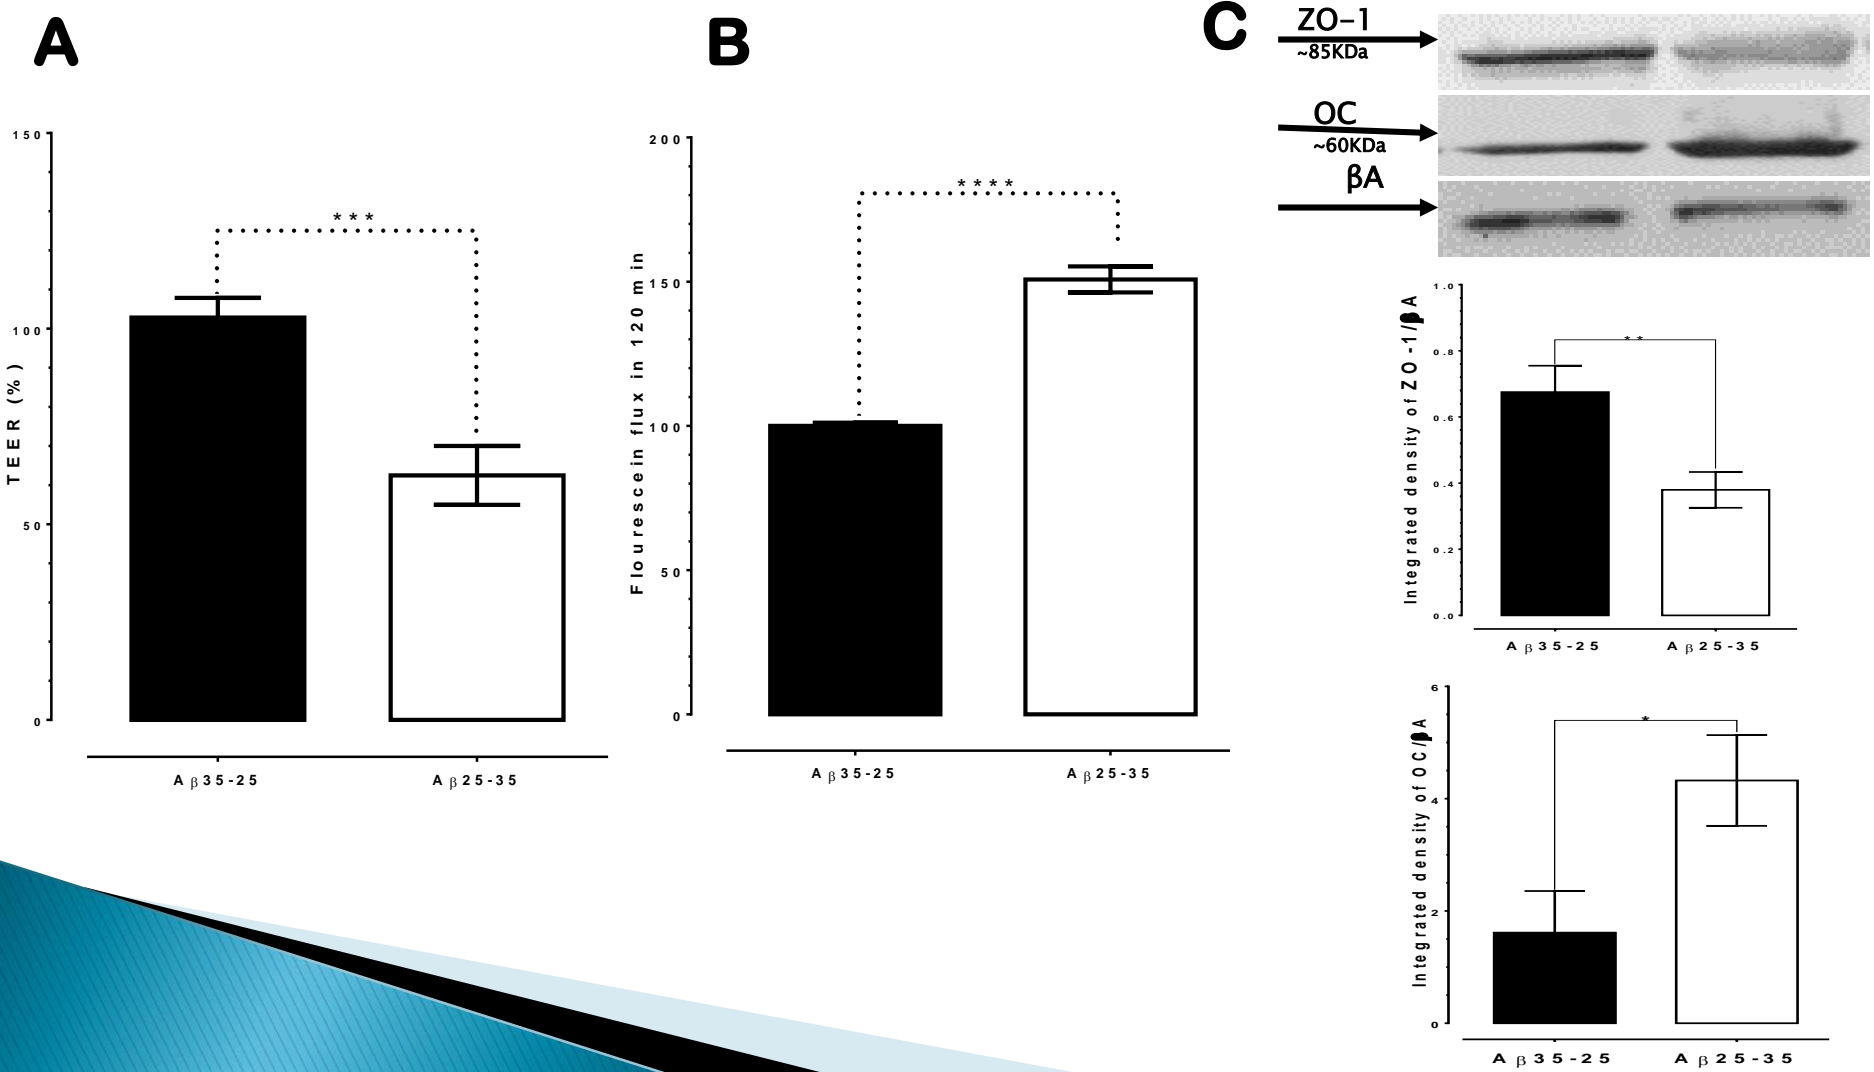 A
150
100
50
0
TEER (%)
***
Aβ35-25
Aβ25-35
B
200
150
100
50
0
Flourescein flux in 120 min in
****
Aβ35-25
Aβ25-35
C
ZO-1
~85KDa
OC
~60KDa
βA
1.0
0.8
0.6
0.4
0.2
0.0
Integrated density of ZO-1/βA
**
Aβ35-25
Aβ25-35
6
4
2
0
Integrated density of OC/βA
*
Aβ35-25
Aβ25-35